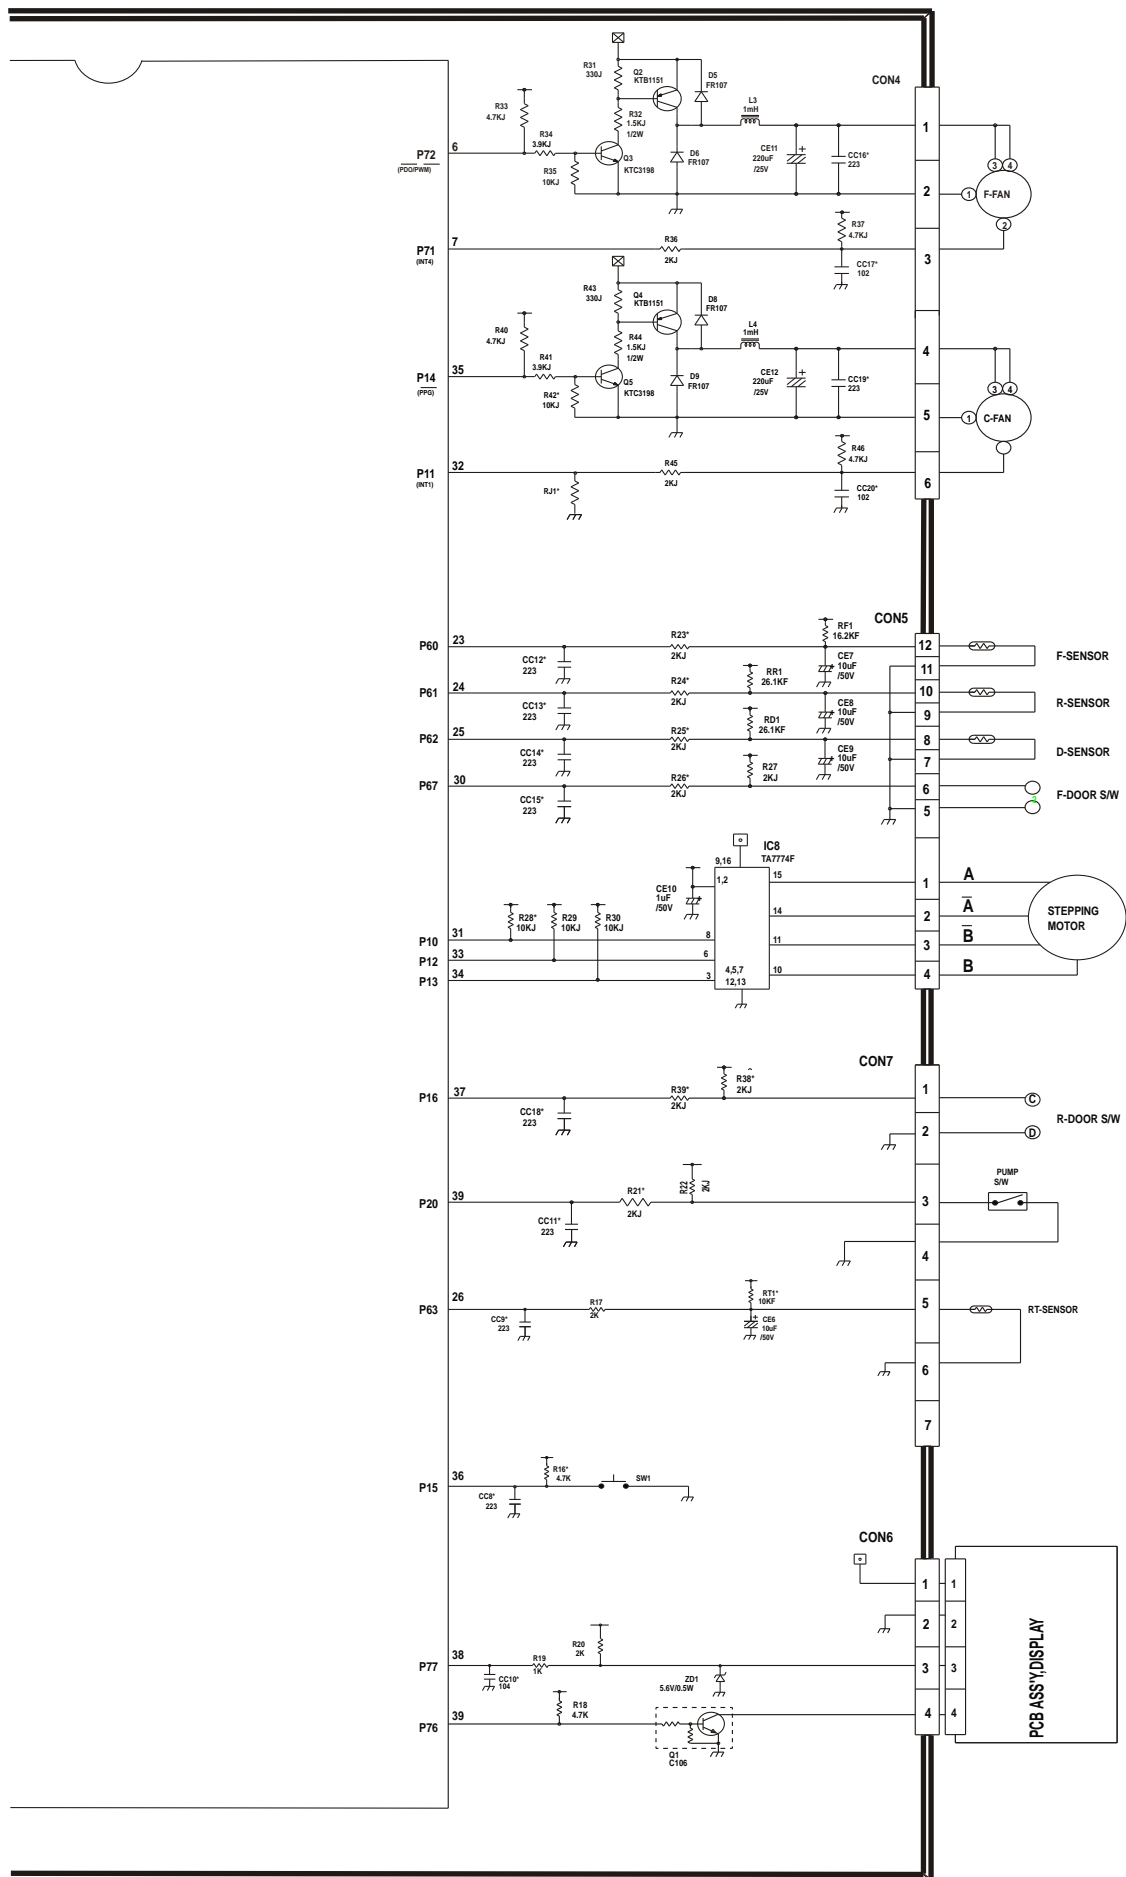 CON4
R31
330J
Q2
KTB1151
D5
FR107
L3
1mH
R33
4.7KJ
R32
1.5KJ
1/2W
R34
3.9KJ
P72
(PDO/PWM)
6
R35
10KJ
Q3
KTC3198
D6
FR107
CE11
220uF
/25V
CC16*
223
1
2
3
4
1
F-FAN
2
P71
(INT4)
7
R36
2KJ
R37
4.7KJ
CC17*
102
3
R43
330J
Q4
KTB1151
D8
FR107
L4
1mH
R40
4.7KJ
R44
1.5KJ
1/2W
R41
3.9KJ
P14
(PPG)
35
R42*
10KJ
Q5
KTC3198
D9
FR107
CE12
220uF
/25V
CC19*
223
4
5
3
4
1
C-FAN
P11
(INT1)
32
RJ1*
R45
2KJ
R46
4.7KJ
CC20*
102
6
CON5
P60
23
CC12*
223
R23*
2KJ
RF1
16.2KF
CE7
10uF
/50V
12
11
F-SENSOR
P61
24
CC13*
223
R24*
2KJ
RR1
26.1KF
CE8
10uF
/50V
10
9
R-SENSOR
P62
25
CC14*
223
R25*
2KJ
RD1
26.1KF
CE9
10uF
/50V
8
7
D-SENSOR
P67
30
CC15*
223
R26*
2KJ
R27
2KJ
6
5
F-DOOR S/W
IC8
TA7774F
9,16
1,2
CE10
1uF
/50V
15
14
11
10
8
6
3
4,5,7
12,13
P10
31
R28*
10KJ
R29
10KJ
R30
10KJ
P12
33
P13
34
1
2
3
4
A
A̅
B̅
B
STEPPING
MOTOR
CON7
P16
37
CC18*
223
R39*
2KJ
R38*
2KJ
1
2
C
D
R-DOOR S/W
P20
39
CC11*
223
R21*
2KJ
R22
2KJ
3
4
PUMP
S/W
P63
26
CC9*
223
R17
2K
RT1*
10KF
CE6
10uF
/50V
5
6
7
RT-SENSOR
P15
36
CC8*
223
R16*
4.7K
SW1
CON6
1
2
3
4
1
2
3
4
PCB ASS'Y,DISPLAY
P77
38
CC10*
104
R19
1K
R20
2K
ZD1
5.6V/0.5W
P76
39
R18
4.7K
Q1
C106